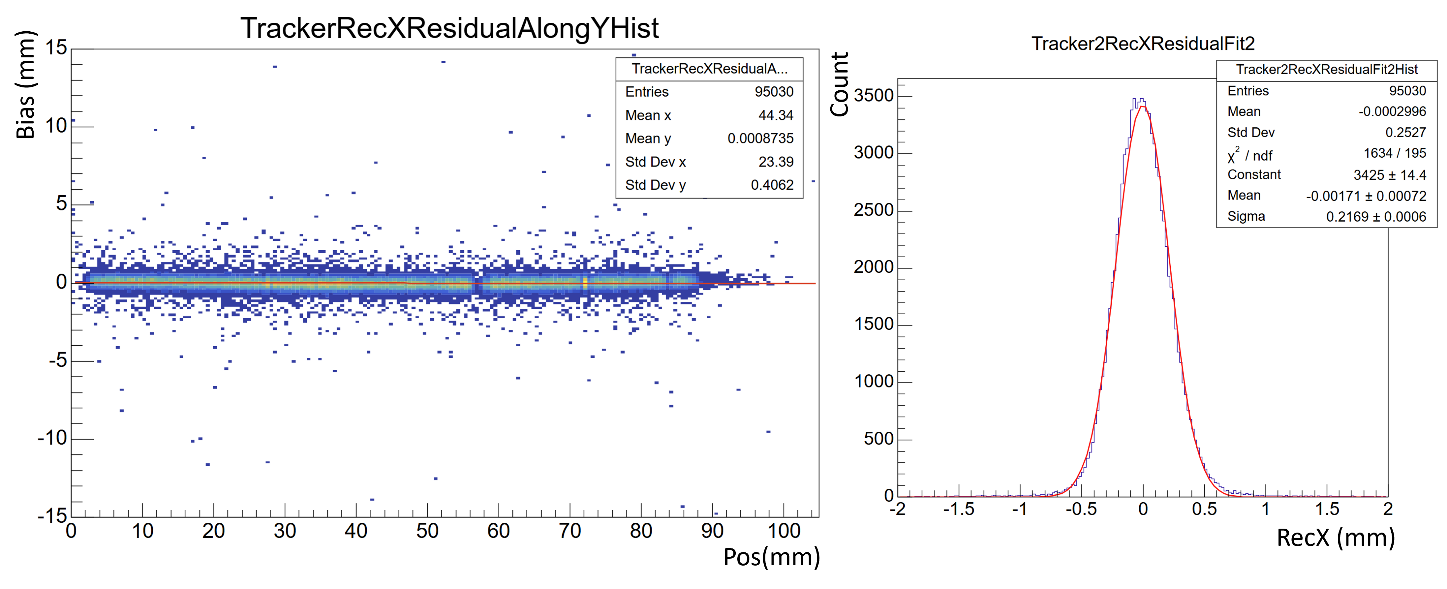 TrackerRecXResidualAlongYHist
Bias (mm)
15
10
5
0
-5
-10
-15
0 10 20 30 40 50 60 70 80 90 100
Pos(mm)
TrackerRecXResidualA...
Entries 95030
Mean x 44.34
Mean y 0.0008735
Std Dev x 23.39
Std Dev y 0.4062
Tracker2RecXResidualFit2
Count
3500
3000
2500
2000
1500
1000
500
0
-2 -1.5 -1 -0.5 0 0.5 1 1.5 2
RecX (mm)
Tracker2RecXResidualFit2Hist
Entries 95030
Mean -0.0002996
Std Dev 0.2527
χ² / ndf 1634 / 195
Constant 3425 ± 14.4
Mean -0.00171 ± 0.00072
Sigma 0.2169 ± 0.0006